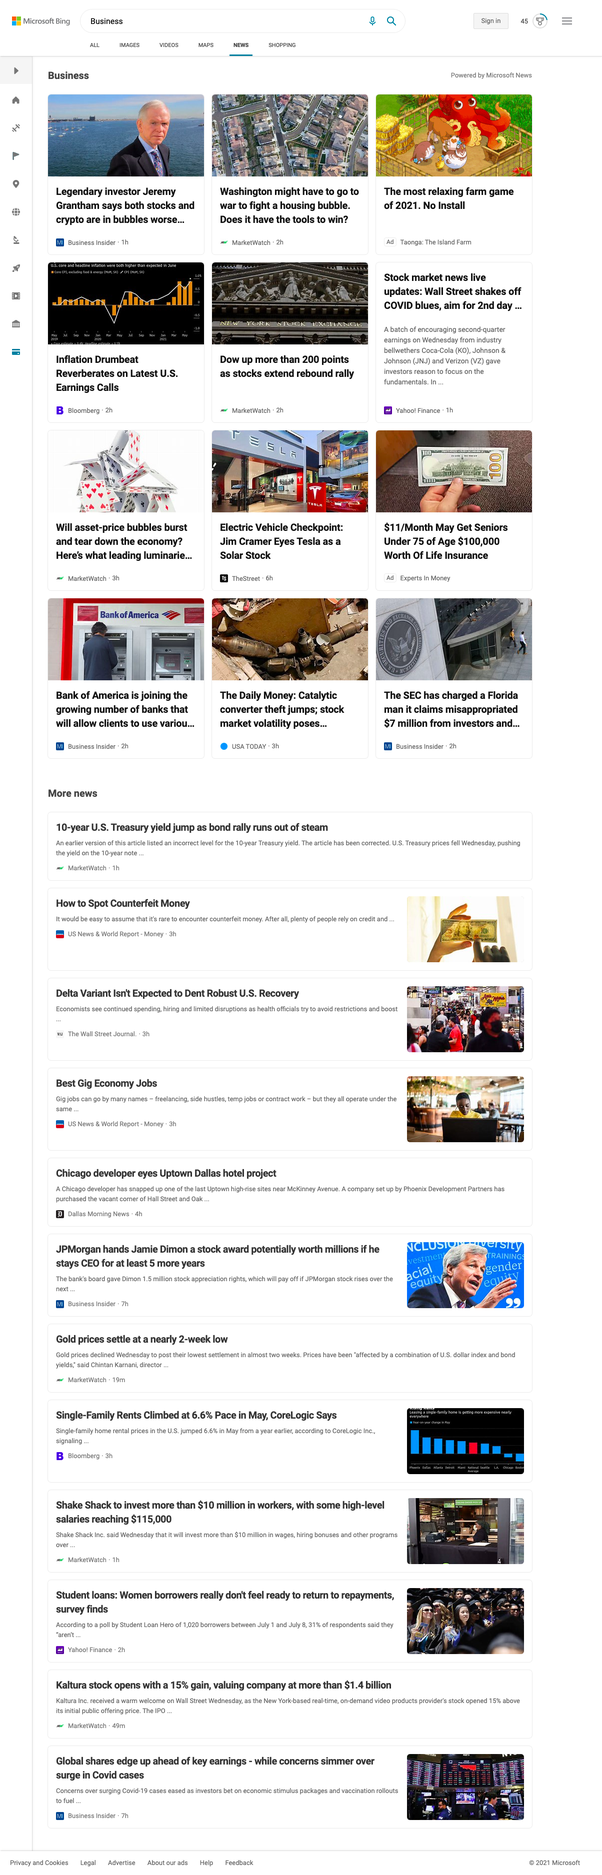 Microsoft Bing
Business
Sign in
45
ALL IMAGES VIDEOS MAPS NEWS SHOPPING
Business
Powered by Microsoft News
Legendary investor Jeremy
Grantham says both stocks and
crypto are in bubbles worse...
Business Insider · 1h
Washington might have to go to
war to fight a housing bubble.
Does it have the tools to win?
MarketWatch · 2h
The most relaxing farm game
of 2021. No Install
Ad Taonga: The Island Farm
U.S. core and headline inflation were both higher than expected in June
Inflation Drumbeat
Reverberates on Latest U.S.
Earnings Calls
Bloomberg · 2h
NEW YORK STOCK EXCHANGE
Dow up more than 200 points
as stocks extend rebound rally
MarketWatch · 2h
Stock market news live
updates: Wall Street shakes off
COVID blues, aim for 2nd day ...
A batch of encouraging second-quarter
earnings on Wednesday from industry
bellwethers Coca-Cola (KO), Johnson &
Johnson (JNJ) and Verizon (VZ) gave
investors reason to focus on the
fundamentals. In ...
Yahoo! Finance · 1h
Will asset-price bubbles burst
and tear down the economy?
Here's what leading luminarie...
MarketWatch · 3h
TESLA
TESLA
Electric Vehicle Checkpoint:
Jim Cramer Eyes Tesla as a
Solar Stock
TheStreet · 6h
100
$11/Month May Get Seniors
Under 75 of Age $100,000
Worth Of Life Insurance
Ad Experts In Money
Bank of America
Bank of America is joining the
growing number of banks that
will allow clients to use variou...
Business Insider · 2h
The Daily Money: Catalytic
converter theft jumps; stock
market volatility poses...
USA TODAY · 3h
The SEC has charged a Florida
man it claims misappropriated
$7 million from investors and...
Business Insider · 2h
More news
10-year U.S. Treasury yield jump as bond rally runs out of steam
An earlier version of this article listed an incorrect level for the 10-year Treasury yield. The article has been corrected. U.S. Treasury prices fell Wednesday, pushing
the yield on the 10-year note ...
MarketWatch · 1h
How to Spot Counterfeit Money
It would be easy to assume that it's rare to encounter counterfeit money. After all, plenty of people rely on credit and ...
US News & World Report - Money · 3h
Delta Variant Isn't Expected to Dent Robust U.S. Recovery
Economists see continued spending, hiring and limited disruptions as health officials try to avoid restrictions and boost
...
The Wall Street Journal. · 3h
Best Gig Economy Jobs
Gig jobs can go by many names – freelancing, side hustles, temp jobs or contract work – but they all operate under the
same ...
US News & World Report - Money · 3h
Chicago developer eyes Uptown Dallas hotel project
A Chicago developer has snapped up one of the last Uptown high-rise sites near McKinney Avenue. A company set up by Phoenix Development Partners has
purchased the vacant corner of Hall Street and Oak ...
Dallas Morning News · 4h
JPMorgan hands Jamie Dimon a stock award potentially worth millions if he
stays CEO for at least 5 more years
The bank's board gave Dimon 1.5 million stock appreciation rights, which will pay off if JPMorgan stock rises over the
next ...
Business Insider · 7h
gender
equity
Gold prices settle at a nearly 2-week low
Gold prices declined Wednesday to post their lowest settlement in almost two weeks. Prices have been "affected by a combination of U.S. dollar index and bond
yields," said Chintan Karnani, director ...
MarketWatch · 19m
Single-Family Rents Climbed at 6.6% Pace in May, CoreLogic Says
Single-family home rental prices in the U.S. jumped 6.6% in May from a year earlier, according to CoreLogic Inc.,
signaling ...
Bloomberg · 3h
Leasing a single-family home is getting more expensive nearly
everywhere
Shake Shack to invest more than $10 million in workers, with some high-level
salaries reaching $115,000
Shake Shack Inc. said Wednesday that it will invest more than $10 million in wages, hiring bonuses and other programs
over ...
MarketWatch · 1h
Student loans: Women borrowers really don't feel ready to return to repayments,
survey finds
According to a poll by Student Loan Hero of 1,020 borrowers between July 1 and July 8, 31% of respondents said they
"aren't ...
Yahoo! Finance · 2h
Kaltura stock opens with a 15% gain, valuing company at more than $1.4 billion
Kaltura Inc. received a warm welcome on Wall Street Wednesday, as the New York-based real-time, on-demand video products provider's stock opened 15% above
its initial public offering price. The IPO ...
MarketWatch · 49m
Global shares edge up ahead of key earnings - while concerns simmer over
surge in Covid cases
Concerns over surging Covid-19 cases eased as investors bet on economic stimulus packages and vaccination rollouts
to fuel ...
Business Insider · 7h
Privacy and Cookies Legal Advertise About our ads Help Feedback
© 2021 Microsoft